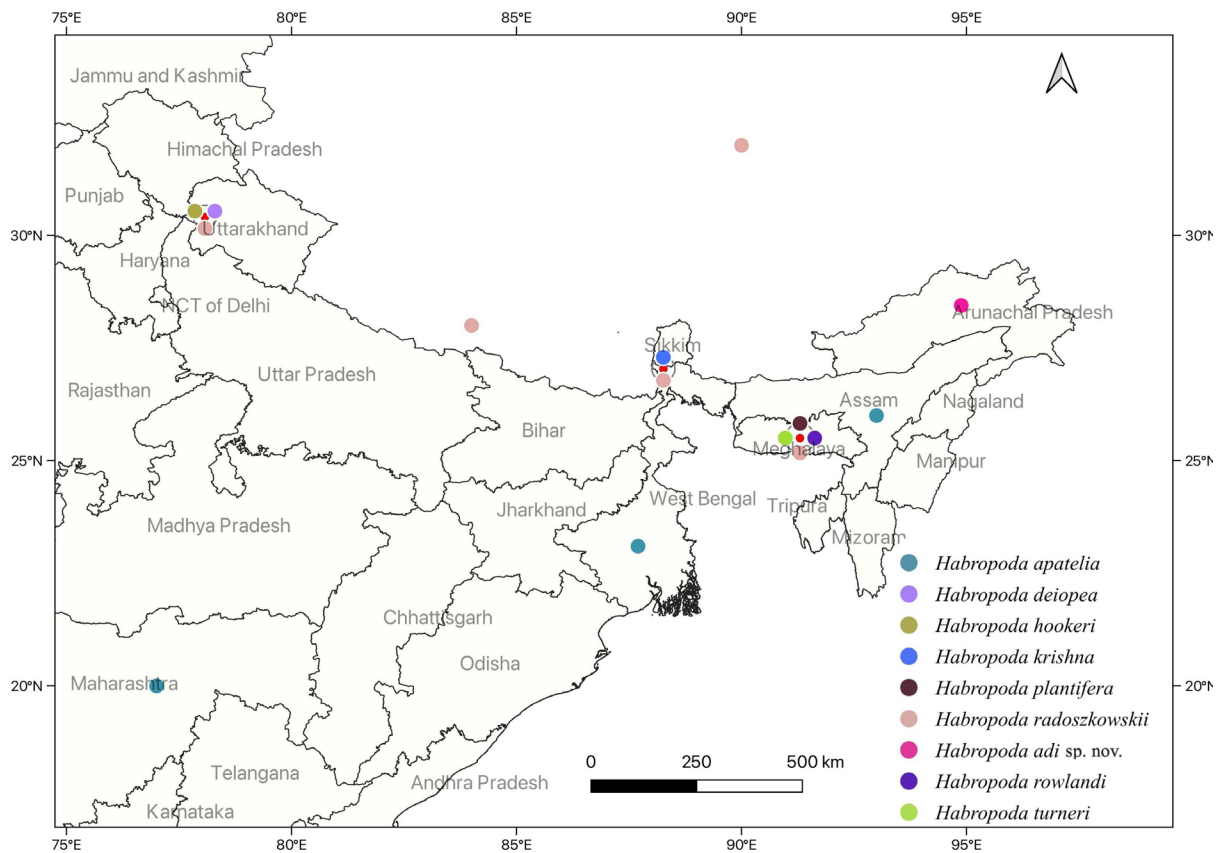 75°E 80°E 85°E 90°E 95°E
Jammu and Kashmir
Himachal Pradesh
Punjab
30°N Uttarakhand 30°N
Haryana
NCT of Delhi
Arunachal Pradesh
Sikkim
Uttar Pradesh
Rajasthan
Assam Nagaland
Bihar
Meghalaya
25°N 25°N
Manipur
West Bengal
Jharkhand Tripura
Madhya Pradesh
Mizoram
Habropoda apatelia
Habropoda deiopea
Chhattisgarh
Habropoda hookeri
Habropoda krishna
Odisha
20°N Maharashtra 20°N
Habropoda plantifera
Habropoda radoszkowskii
Habropoda adi sp. nov.
0 250 500 km
Telangana
Andhra Pradesh
Habropoda rowlandi
Karnataka
Habropoda turneri
75°E 80°E 85°E 90°E 95°E